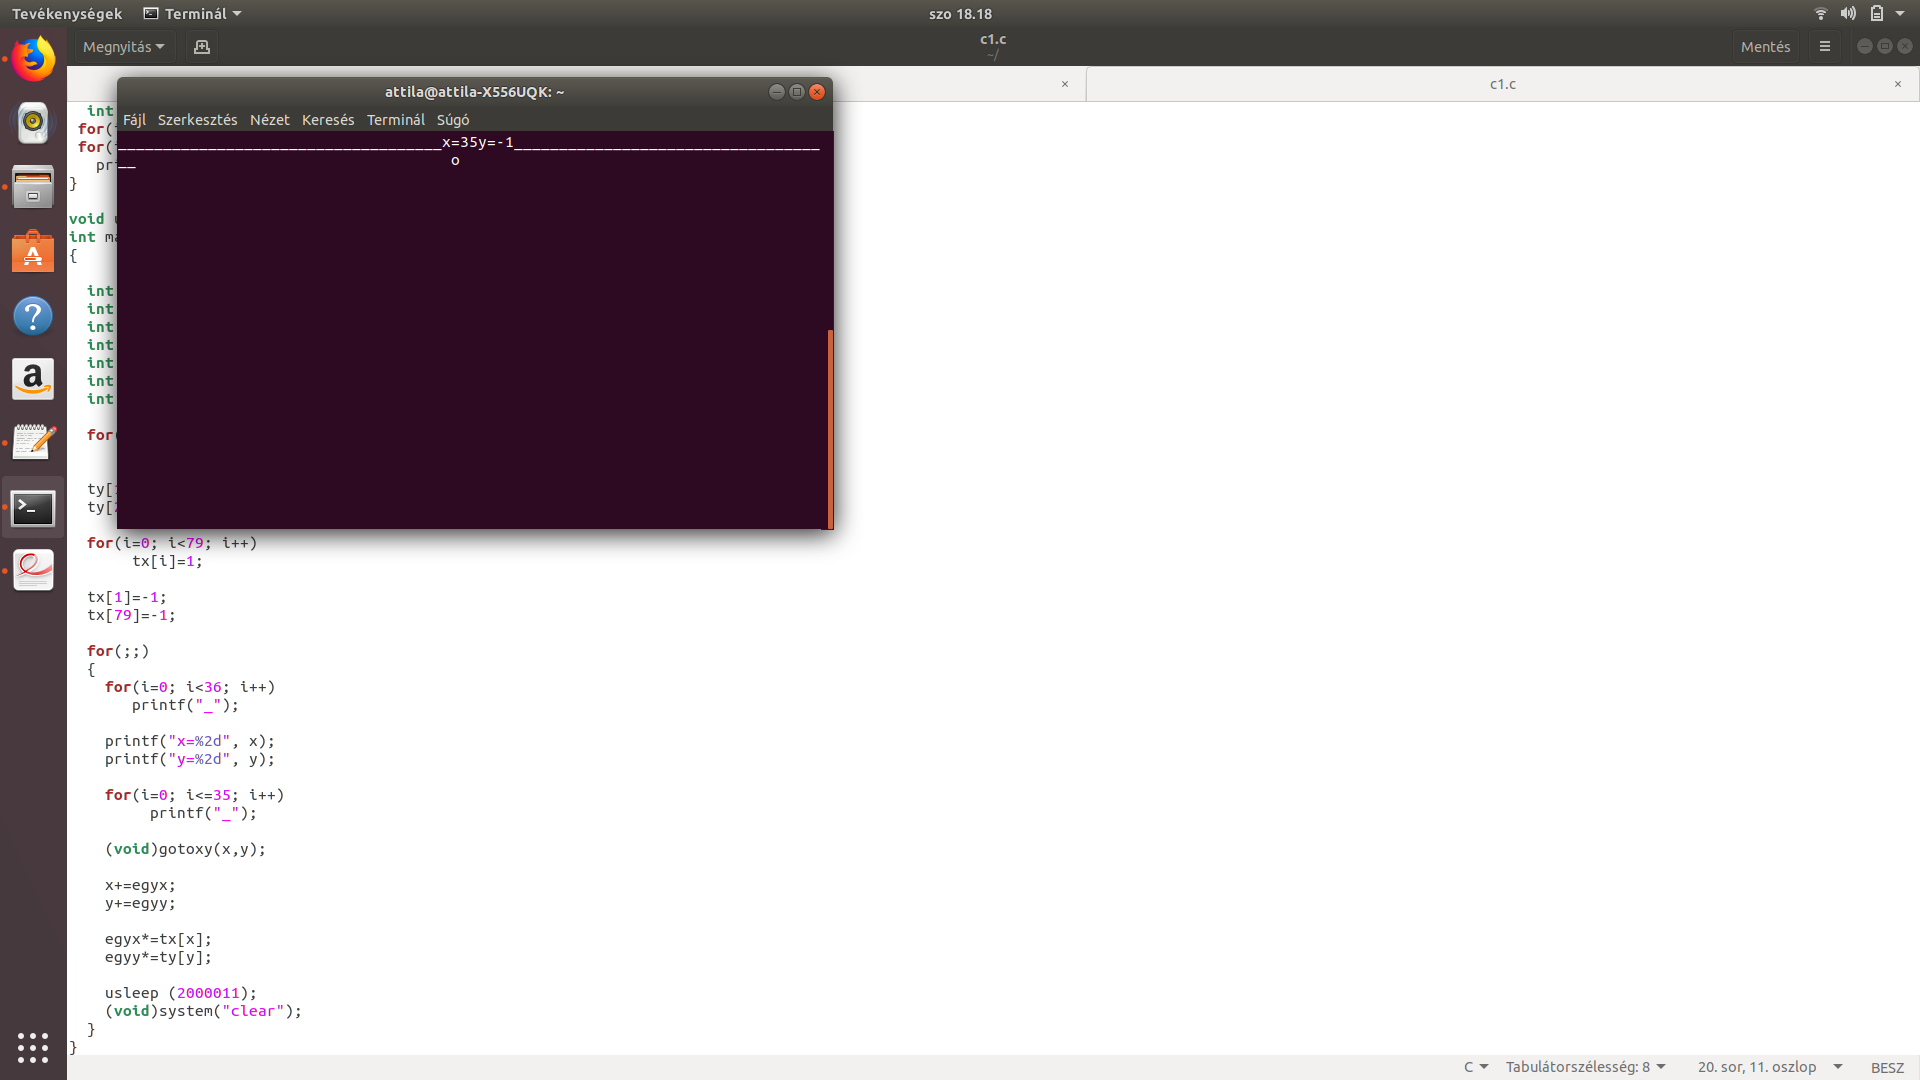 Tevékenységek Terminál szo 18.18
Megnyitás c1.c Mentés
~/
× c1.c ×
attila@attila-X556UQK: ~
Fájl Szerkesztés Nézet Keresés Terminál Súgó
____________________________________x=35y=-1__________________________________
__ o
int
for(
for(
pr
}
void
int ma
{
int
int
int
int
int
int
int
for(
ty[
ty[
for(i=0; i<79; i++)
tx[i]=1;
tx[1]=-1;
tx[79]=-1;
for(;;)
{
for(i=0; i<36; i++)
printf("_");
printf("x=%2d", x);
printf("y=%2d", y);
for(i=0; i<=35; i++)
printf("_");
(void)gotoxy(x,y);
x+=egyx;
y+=egyy;
egyx*=tx[x];
egyy*=ty[y];
usleep (2000011);
(void)system("clear");
}
}
C Tabulátorszélesség: 8 20. sor, 11. oszlop BESZ